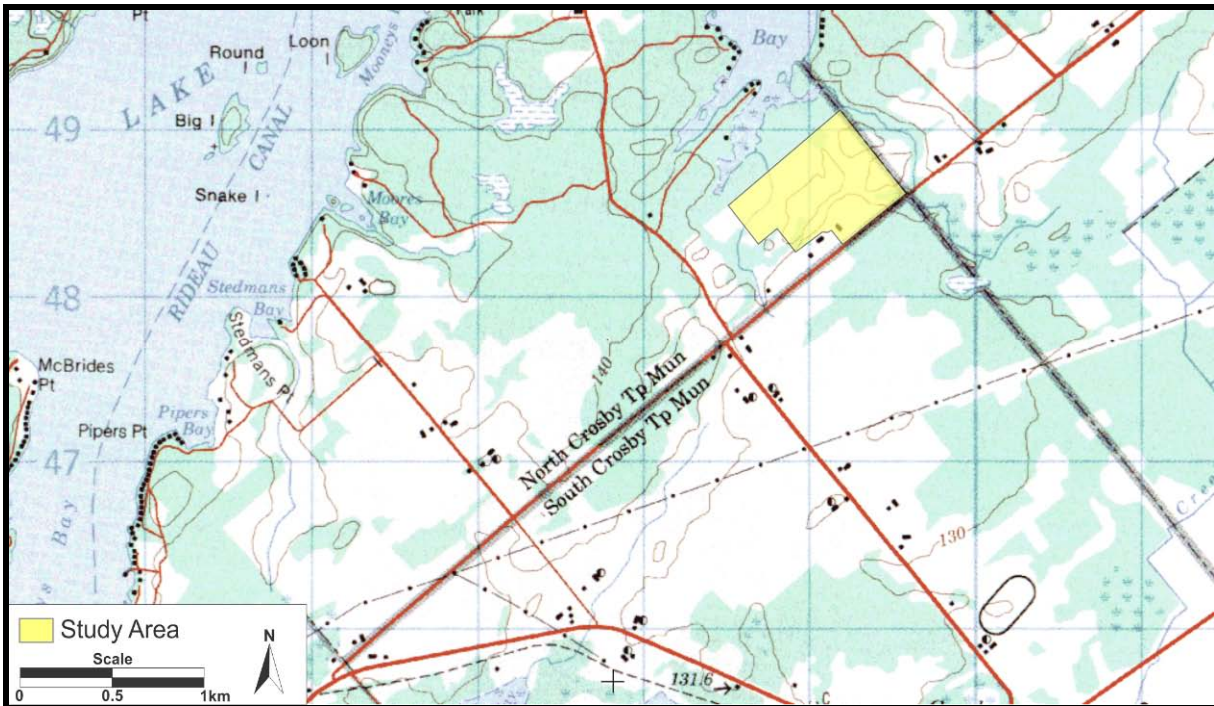 Pt
Round
I
Loon
I
Bay
LAKE
49
Big I
CANAL
Snake I
Moores
Bay
RIDEAU
48
Stedmans
Bay
Stedmans Pt
McBrides
Pt
140
North Crosby Tp Mun
South Crosby Tp Mun
Pipers
Bay
Pipers Pt
47
Bay
130
Study Area
Scale
0 0.5 1km
N
131.6